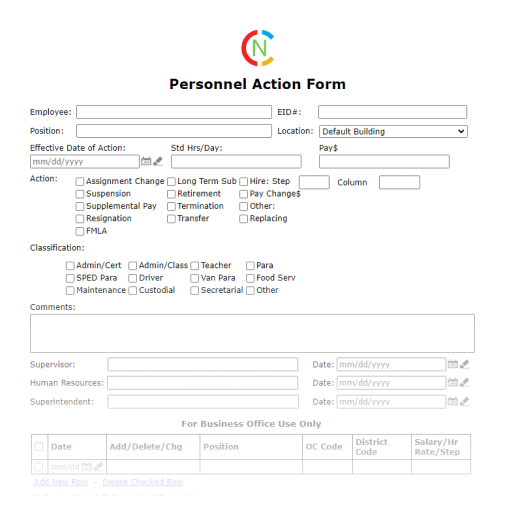 CN
Personnel Action Form
Employee: EID#:
Position: Location: Default Building
Effective Date of Action: Std Hrs/Day: Pay$
mm/dd/yyyy
Action: Assignment Change Long Term Sub Hire: Step Column
Suspension Retirement Pay Change$
Supplemental Pay Termination Other:
Resignation Transfer Replacing
FMLA
Classification:
Admin/Cert Admin/Class Teacher Para
SPED Para Driver Van Para Food Serv
Maintenance Custodial Secretarial Other
Comments:
Supervisor: Date: mm/dd/yyyy
Human Resources: Date: mm/dd/yyyy
Superintendent: Date: mm/dd/yyyy
For Business Office Use Only
Date Add/Delete/Chg Position OC Code District Code Salary/Hr Rate/Step
mm/dd
Add New Row - Delete Checked Row